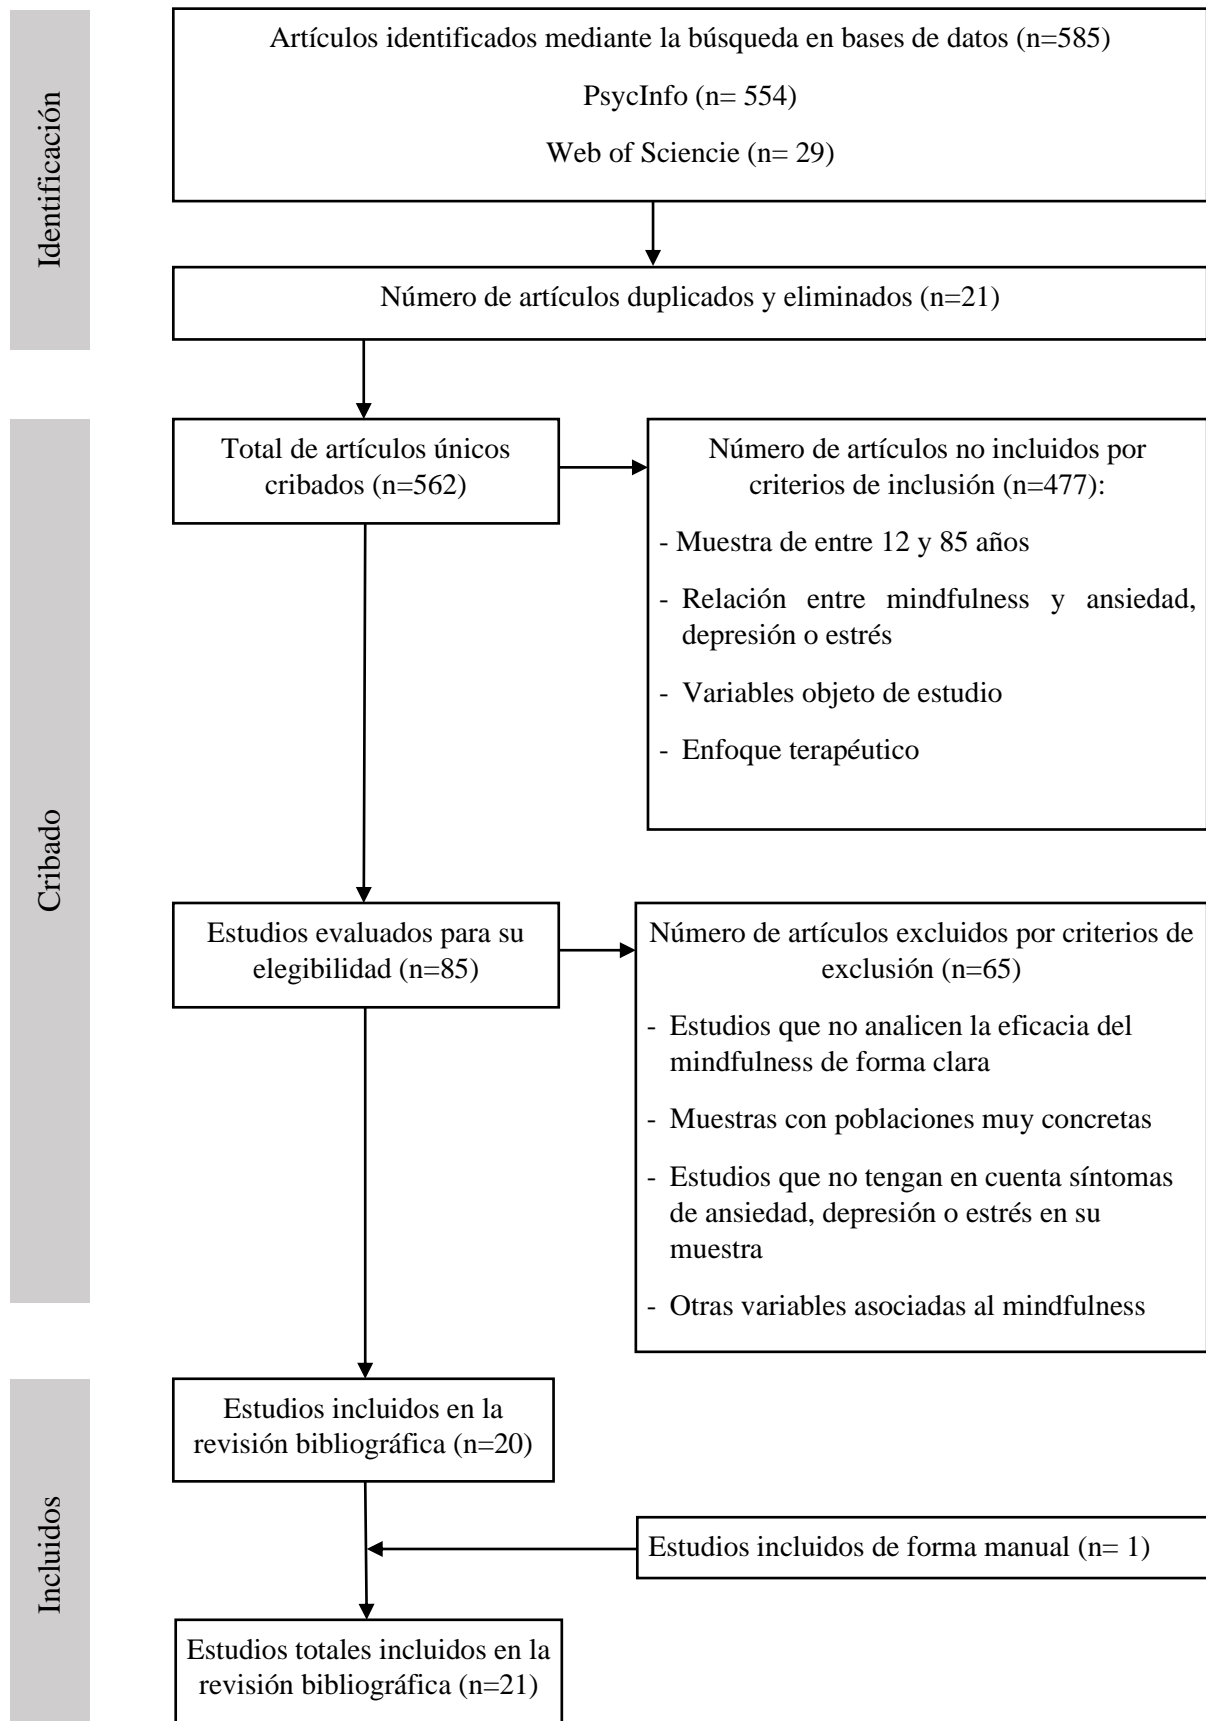 Identificación
Artículos identificados mediante la búsqueda en bases de datos (n=585)
PsycInfo (n= 554)
Web of Sciencie (n= 29)
Número de artículos duplicados y eliminados (n=21)
Cribado
Total de artículos únicos
cribados (n=562)
Número de artículos no incluidos por
criterios de inclusión (n=477):
- Muestra de entre 12 y 85 años
- Relación entre mindfulness y ansiedad,
depresión o estrés
- Variables objeto de estudio
- Enfoque terapéutico
Estudios evaluados para su
elegibilidad (n=85)
Número de artículos excluidos por criterios de
exclusión (n=65)
- Estudios que no analicen la eficacia del
mindfulness de forma clara
- Muestras con poblaciones muy concretas
- Estudios que no tengan en cuenta síntomas
de ansiedad, depresión o estrés en su
muestra
- Otras variables asociadas al mindfulness
Incluidos
Estudios incluidos en la
revisión bibliográfica (n=20)
Estudios incluidos de forma manual (n= 1)
Estudios totales incluidos en la
revisión bibliográfica (n=21)